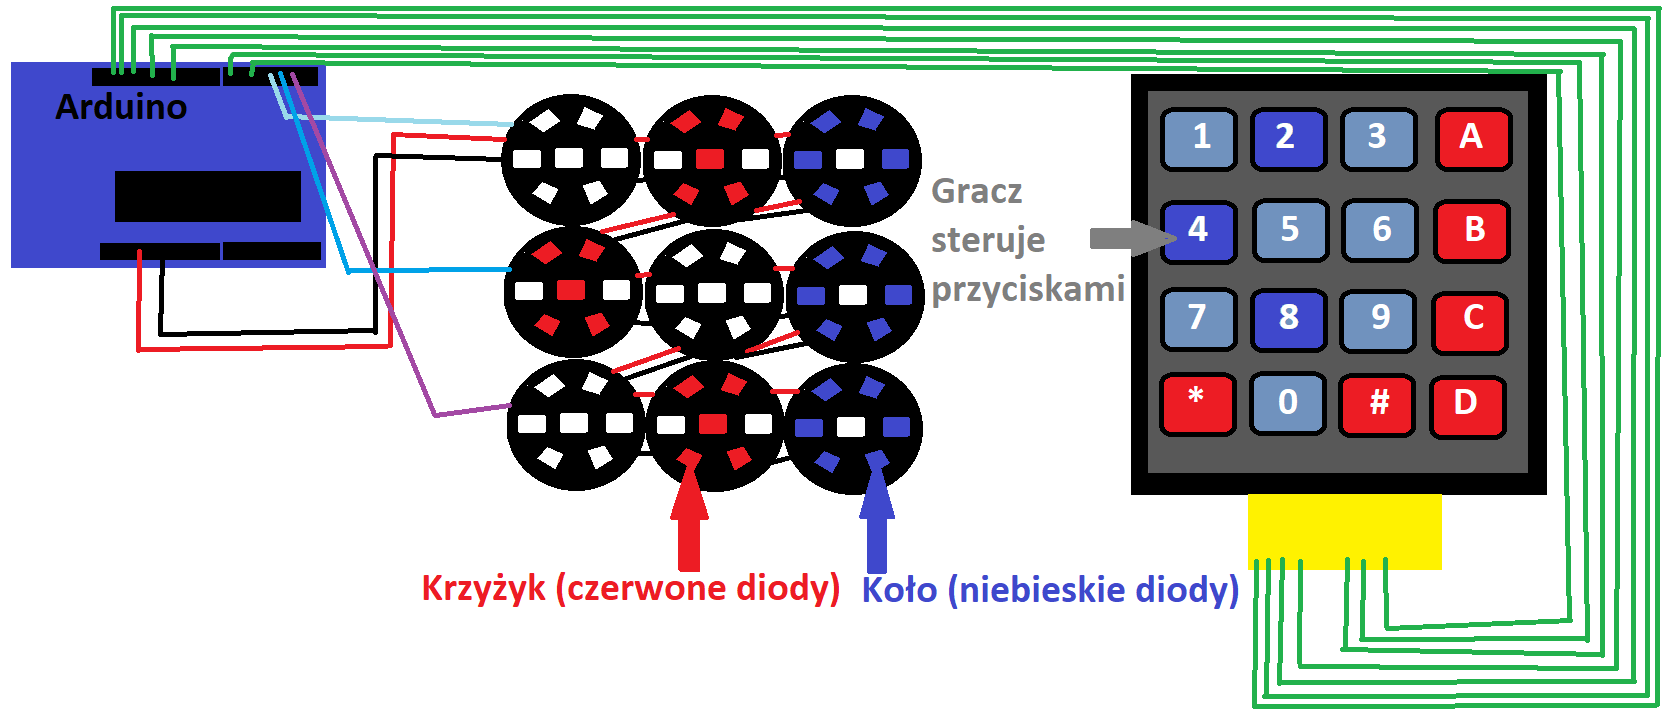 Arduino
Gracz
steruje
przyciskami
1 2 3 A
4 5 6 B
7 8 9 C
* 0 # D
Krzyżyk (czerwone diody)
Koło (niebieskie diody)